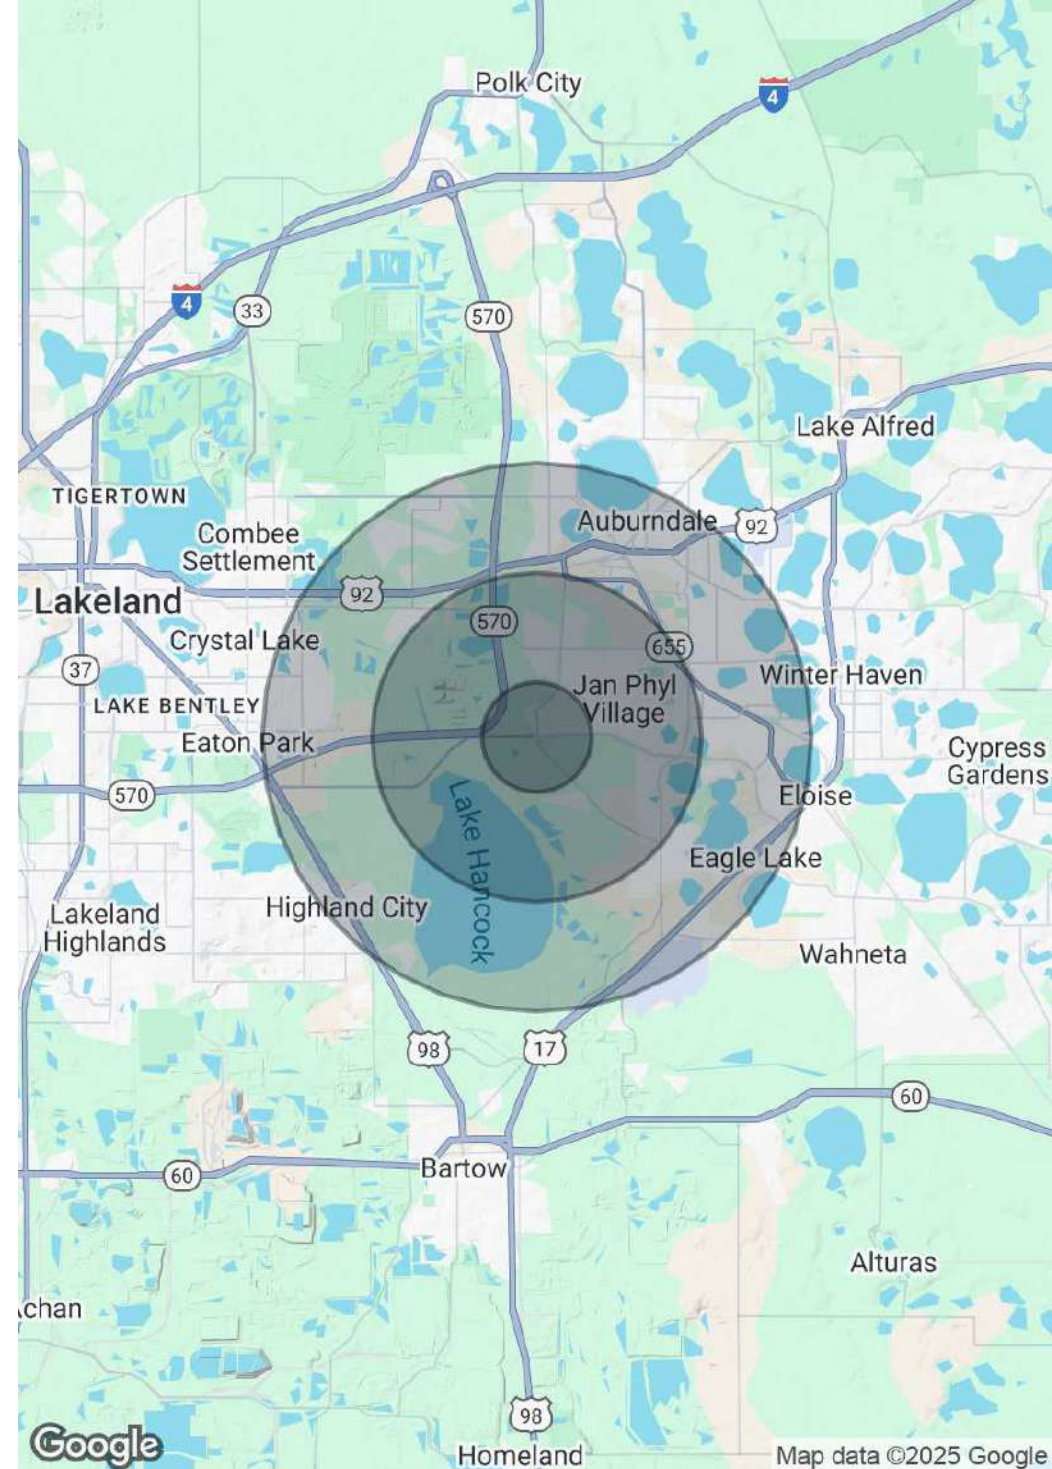 Polk City
4
4
33
570
Lake Alfred
TIGERTOWN
Auburndale
92
Combee
Settlement
92
Lakeland
570
Crystal Lake
655
37
Winter Haven
Jan Phyl
Village
LAKE BENTLEY
Eaton Park
Cypress
Gardens
570
Eloise
Lake Hancock
Eagle Lake
Highland City
Lakeland
Highlands
Wahneta
98
17
60
60
Bartow
Alturas
chan
98
Google
Homeland
Map data ©2025 Google